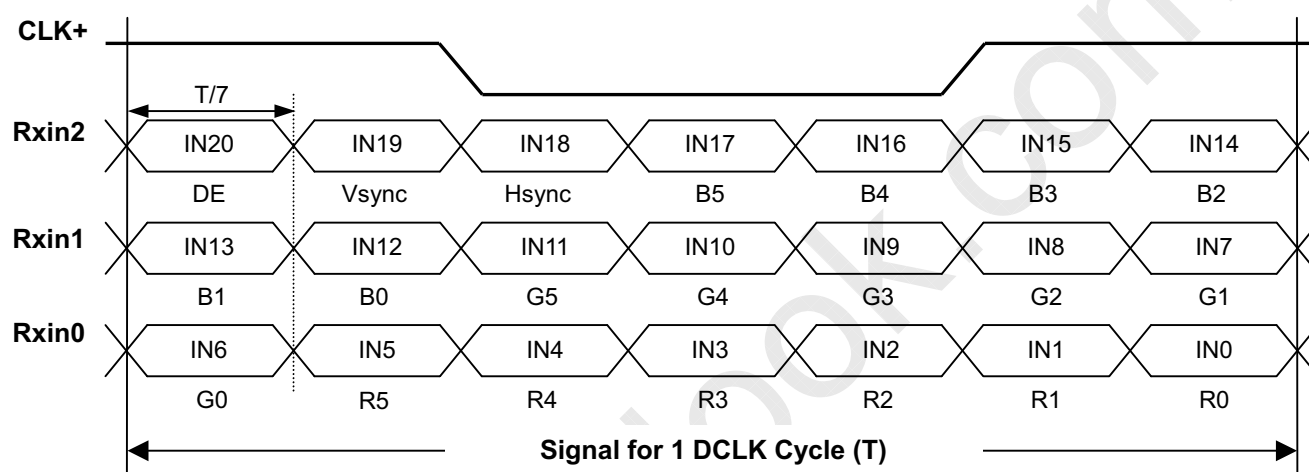 CLK+
T/7
Rxin2 IN20 IN19 IN18 IN17 IN16 IN15 IN14
DE Vsync Hsync B5 B4 B3 B2
Rxin1 IN13 IN12 IN11 IN10 IN9 IN8 IN7
B1 B0 G5 G4 G3 G2 G1
Rxin0 IN6 IN5 IN4 IN3 IN2 IN1 IN0
G0 R5 R4 R3 R2 R1 R0
Signal for 1 DCLK Cycle (T)